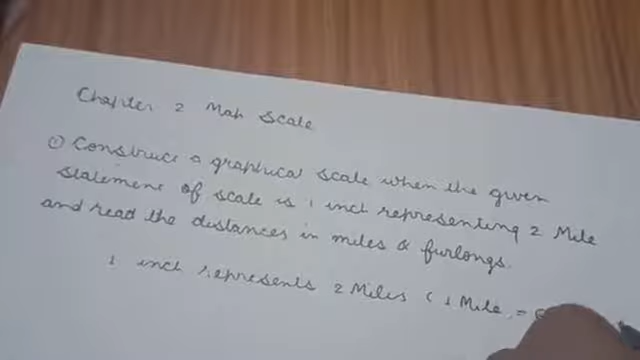 Chapter 2 Map Scale
① Construct a graphical scale when the given
statement of scale is 1 inch representing 2 Mile
and read the distances in miles & furlongs.
1 inch represents 2 Miles ( 1 Mile =